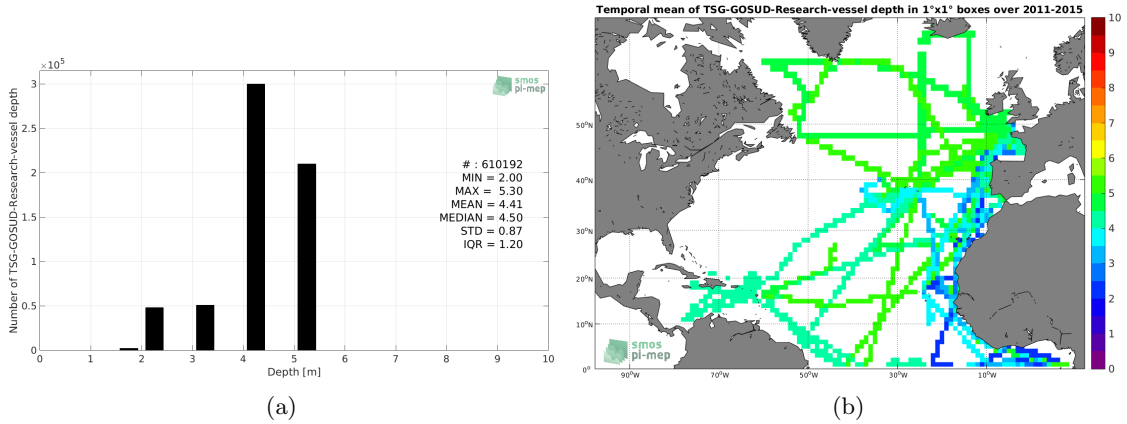 ×10⁵
3
2.5
2
1.5
1
0.5
0
Number of TSG-GOSUD-Research-vessel depth
smos
pi-mep
# : 610192
MIN = 2.00
MAX = 5.30
MEAN = 4.41
MEDIAN = 4.50
STD = 0.87
IQR = 1.20
0 1 2 3 4 5 6 7 8 9 10
Depth [m]
(a)
Temporal mean of TSG-GOSUD-Research-vessel depth in 1°x1° boxes over 2011-2015
50°N
40°N
30°N
20°N
10°N
0°
90°W 70°W 50°W 30°W 10°W
smos
pi-mep
10
9
8
7
6
5
4
3
2
1
0
(b)